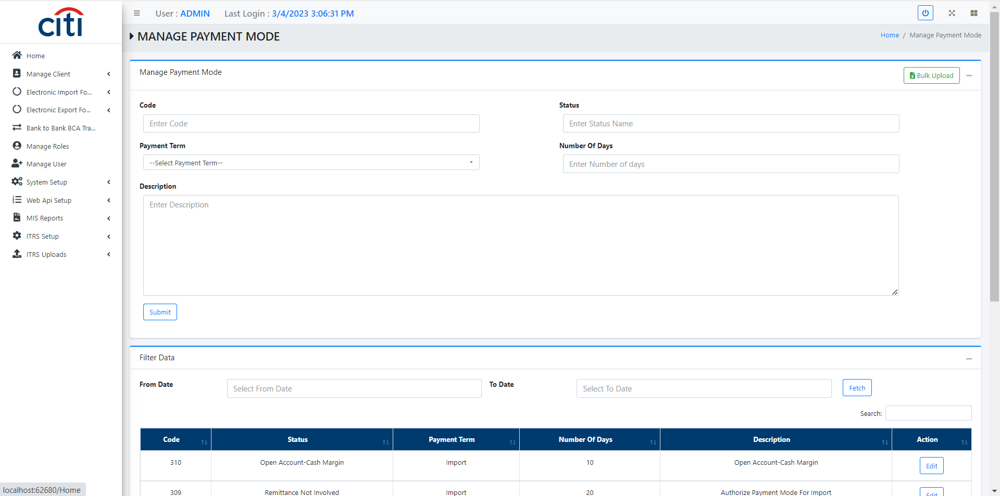 citi
User : ADMIN Last Login : 3/4/2023 3:06:31 PM
MANAGE PAYMENT MODE
Home / Manage Payment Mode
Home
Manage Client
Electronic Import Fo...
Electronic Export Fo...
Bank to Bank BCA Tra...
Manage Roles
Manage User
System Setup
Web Api Setup
MIS Reports
ITRS Setup
ITRS Uploads
Manage Payment Mode
Bulk Upload
Code
Enter Code
Status
Enter Status Name
Payment Term
--Select Payment Term--
Number Of Days
Enter Number of days
Description
Enter Description
Submit
Filter Data
From Date
Select From Date
To Date
Select To Date
Fetch
Search:
Code Status Payment Term Number Of Days Description Action
310 Open Account-Cash Margin Import 10 Open Account-Cash Margin Edit
309 Remittance Not Involved Import 20 Authorize Payment Mode For Import Edit
localhost:62680/Home